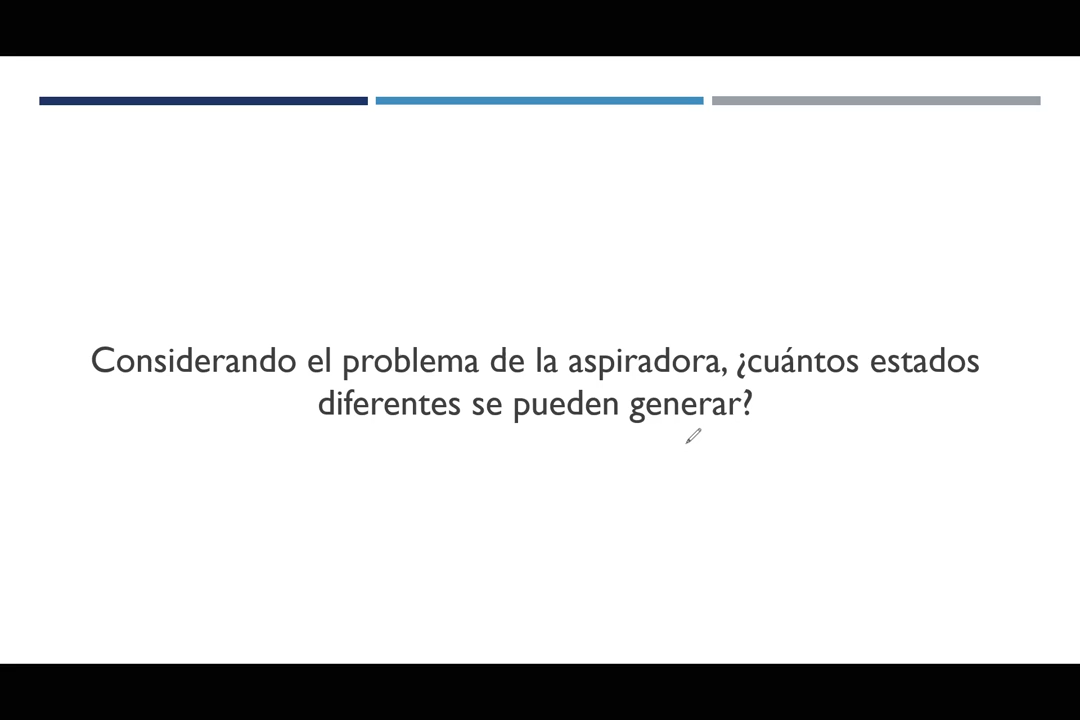 Considerando el problema de la aspiradora, ¿cuántos estados
diferentes se pueden generar?